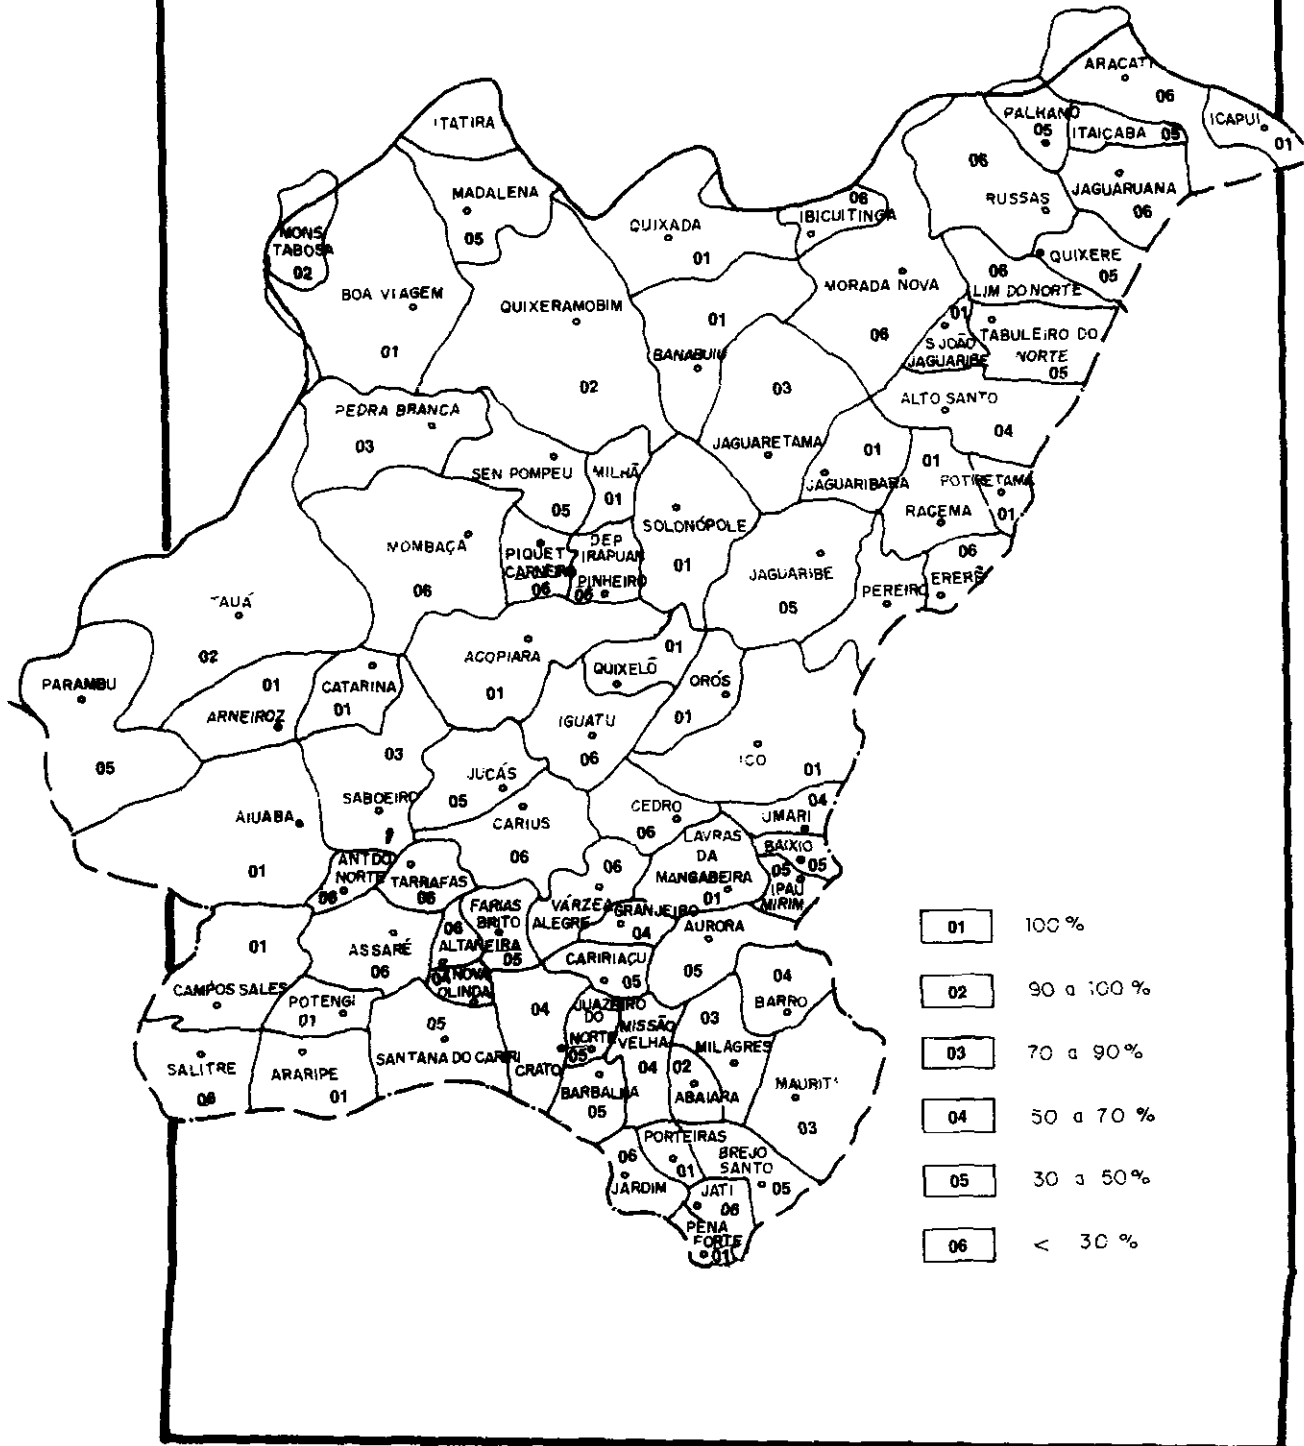 ARACATI
06
PALHANO
05
ITAIÇABA 05
ICAPUI
01
ITATIRA
06
RUSSAS
JAGUARUANA
06
MADALENA
05
MONS.
TABOSA
02
QUIXADA
01
06
IBICUITINGA
QUIXERE
05
06
LIM DO NORTE
BOA VIAGEM
01
QUIXERAMOBIM
02
MORADA NOVA
06
01
BANABUIU
01
S JOÃO
JAGUARIBE
TABULEIRO DO
NORTE
05
03
JAGUARETAMA
ALTO SANTO
04
PEDRA BRANCA
03
SEN POMPEU
05
MILHÃ
01
01
JAGUARIBARA
01
POTIRETAMA
01
RACEMA
SOLONÓPOLE
01
MOMBAÇA
06
PIQUET
CARNEIRO
06
DEP
IRAPUAN
PINHEIRO
06
JAGUARIBE
05
06
ERERÊ
PEREIRO
TAUÁ
02
ACOPIARA
01
01
QUIXELÔ
ORÓS
01
PARAMBU
05
01
ARNEIROZ
CATARINA
01
IGUATU
06
ICO
01
03
SABOEIRO
JUCÁS
05
AIUABA
01
CARIUS
06
CEDRO
06
04
UMARI
LAVRAS
DA
MANGABEIRA
01
BAIXIO
05
05
IPAU
MIRIM
ANT DO
NORTE
06
TARRAFAS
06
06
VÁRZEA
ALEGRE
FARIAS
BRITO
05
GRANJEIRO
04
AURORA
05
01
CAMPOS SALES
ASSARÉ
06
06
ALTANEIRA
04 NOVA
OLINDA
CARIRIAÇU
05
04
BARRO
POTENGI
01
05
SANTANA DO CARIRI
04
CRATO
JUAZEIRO
DO
NORTE
05
MISSÃO
VELHA
04
03
MILAGRES
02
ABAIARA
SALITRE
06
ARARIPE
01
BARBALHA
05
MAURIT
03
06
JARDIM
PORTEIRAS
01
BREJO
SANTO
05
JATI
06
PENA
FORTE
01
01 100 %
02 90 a 100 %
03 70 a 90 %
04 50 a 70 %
05 30 a 50 %
06 < 30 %